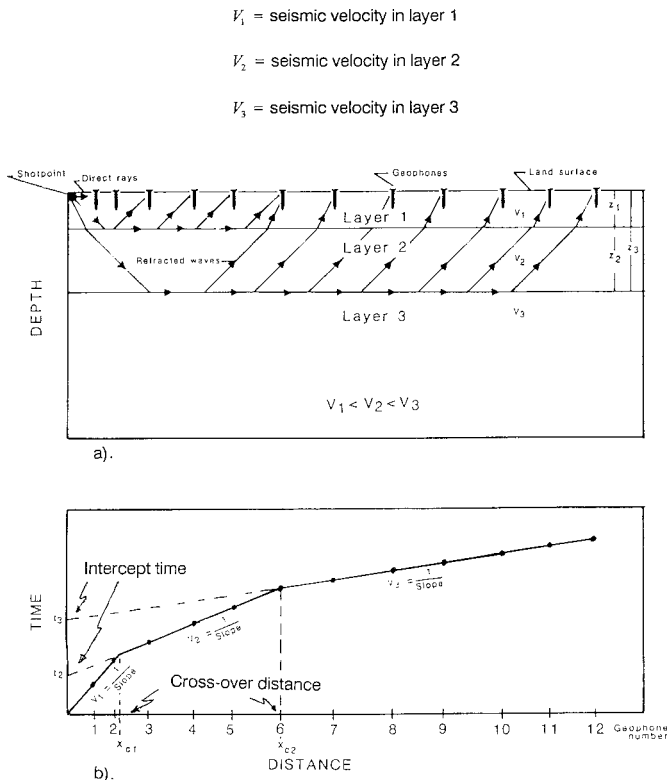 V₁ = seismic velocity in layer 1
V₂ = seismic velocity in layer 2
V₃ = seismic velocity in layer 3
Shotpoint
Direct rays
Geophones
Land surface
Layer 1
V₁
z₁
Layer 2
Refracted waves
V₂
z₂
z₃
Layer 3
V₃
DEPTH
V₁ < V₂ < V₃
a).
TIME
Intercept time
t₃
t₂
V₁ = 1/Slope
V₂ = 1/Slope
V₃ = 1/Slope
Cross-over distance
1 2 3 4 5 6 7 8 9 10 11 12 Geophone number
x꜀₁ x꜀₂
DISTANCE
b).